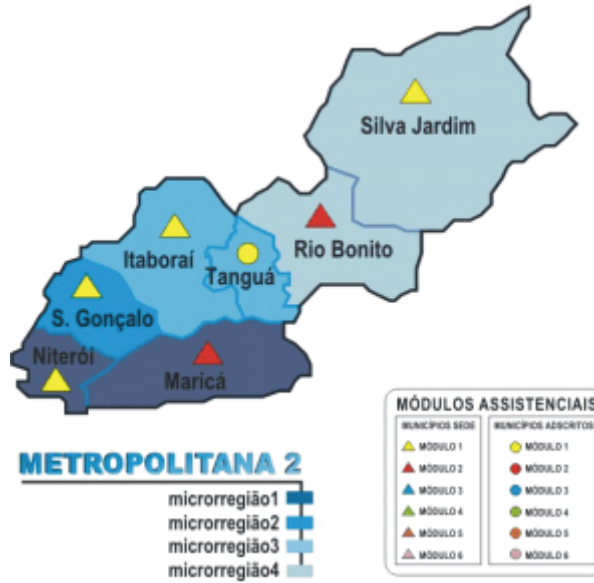 Silva Jardim
Rio Bonito
Itaboraí
Tanguá
S. Gonçalo
Niterói
Maricá
METROPOLITANA 2
microrregião1
microrregião2
microrregião3
microrregião4
MÓDULOS ASSISTENCIAIS
MUNICÍPIOS SEDE
MÓDULO 1
MÓDULO 2
MÓDULO 3
MÓDULO 4
MÓDULO 5
MÓDULO 6
MUNICÍPIOS ADSCRITOS
MÓDULO 1
MÓDULO 2
MÓDULO 3
MÓDULO 4
MÓDULO 5
MÓDULO 6